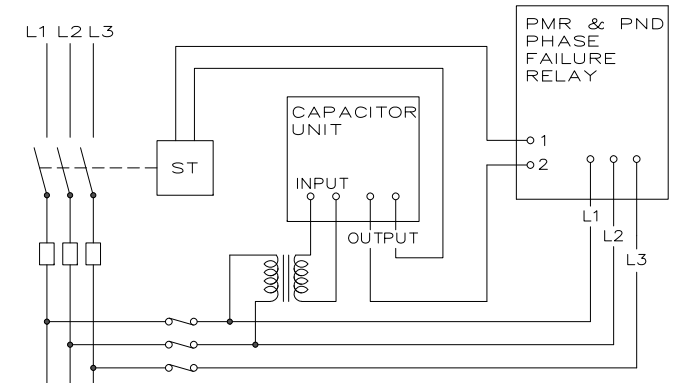 L1 L2 L3
PMR & PND
PHASE
FAILURE
RELAY
CAPACITOR
UNIT
1
ST
2
INPUT
L1
OUTPUT
L2
L3